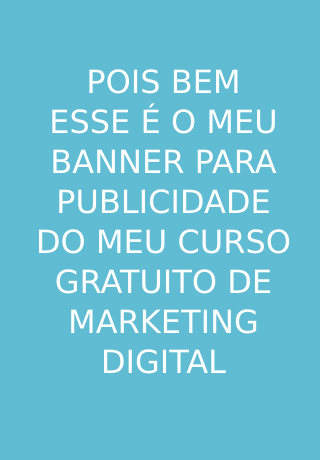 POIS BEM
ESSE É O MEU
BANNER PARA
PUBLICIDADE
DO MEU CURSO
GRATUITO DE
MARKETING
DIGITAL